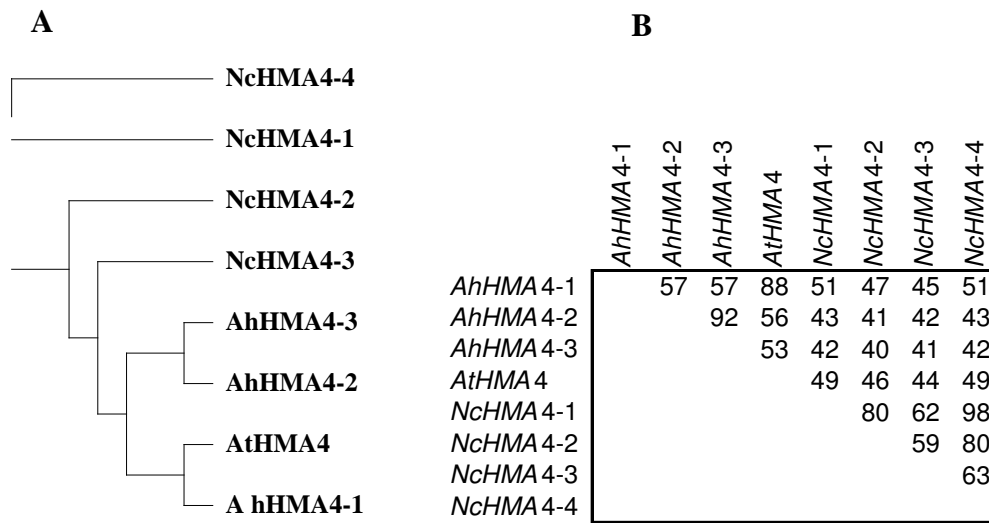 A
NcHMA4-4
NcHMA4-1
NcHMA4-2
NcHMA4-3
AhHMA4-3
AhHMA4-2
AtHMA4
A hHMA4-1
B
AhHMA4-1 AhHMA4-2 AhHMA4-3 AtHMA4 NcHMA4-1 NcHMA4-2 NcHMA4-3 NcHMA4-4
AhHMA4-1 57 57 88 51 47 45 51
AhHMA4-2 92 56 43 41 42 43
AhHMA4-3 53 42 40 41 42
AtHMA4 49 46 44 49
NcHMA4-1 80 62 98
NcHMA4-2 59 80
NcHMA4-3 63
NcHMA4-4